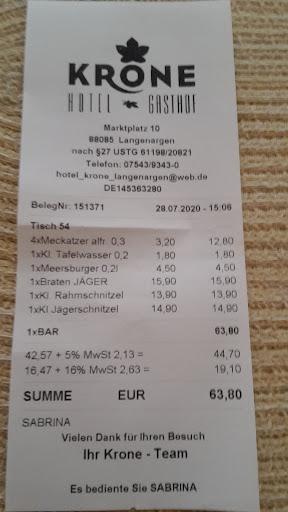 KRONE
HOTEL GASTHOF
Marktplatz 10
88085 Langenargen
nach §27 USTG 61198/20821
Telefon: 07543/9343-0
hotel_krone_langenargen@web.de
DE145363280
BelegNr: 151371 28.07.2020 - 15:06
Tisch 54
4xMeckatzer alfr. 0,3 3,20 12,80
1xKl. Tafelwasser 0,2 1,80 1,80
1xMeersburger 0,2l 4,50 4,50
1xBraten JÄGER 15,90 15,90
1xKl. Rahmschnitzel 13,90 13,90
1xKl Jägerschnitzel 14,90 14,90
1xBAR 63,80
42,57 + 5% MwSt 2,13 = 44,70
16,47 + 16% MwSt 2,63 = 19,10
SUMME EUR 63,80
SABRINA
Vielen Dank für Ihren Besuch
Ihr Krone - Team
Es bediente Sie SABRINA